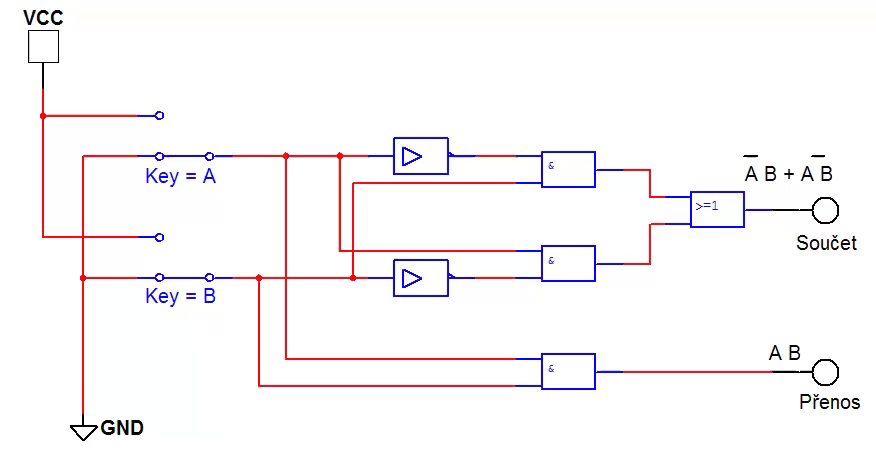 VCC
Key = A
&
A̅ B + A B̅
>=1
Součet
&
Key = B
A B
&
Přenos
GND